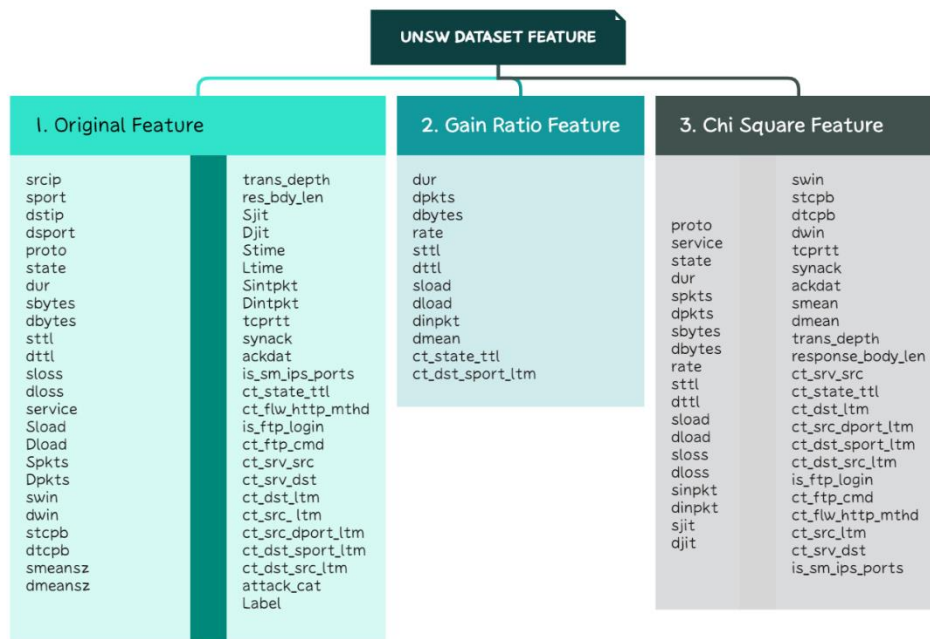 UNSW DATASET FEATURE
1. Original Feature
srcip
sport
dstip
dsport
proto
state
dur
sbytes
dbytes
sttl
dttl
sloss
dloss
service
Sload
Dload
Spkts
Dpkts
swin
dwin
stcpb
dtcpb
smeansz
dmeansz
trans_depth
res_bdy_len
Sjit
Djit
Stime
Ltime
Sintpkt
Dintpkt
tcprtt
synack
ackdat
is_sm_ips_ports
ct_state_ttl
ct_flw_http_mthd
is_ftp_login
ct_ftp_cmd
ct_srv_src
ct_srv_dst
ct_dst_ltm
ct_src_ ltm
ct_src_dport_ltm
ct_dst_sport_ltm
ct_dst_src_ltm
attack_cat
Label
2. Gain Ratio Feature
dur
dpkts
dbytes
rate
sttl
dttl
sload
dload
dinpkt
dmean
ct_state_ttl
ct_dst_sport_ltm
3. Chi Square Feature
proto
service
state
dur
spkts
dpkts
sbytes
dbytes
rate
sttl
dttl
sload
dload
sloss
dloss
sinpkt
dinpkt
sjit
djit
swin
stcpb
dtcpb
dwin
tcprtt
synack
ackdat
smean
dmean
trans_depth
response_body_len
ct_srv_src
ct_state_ttl
ct_dst_ltm
ct_src_dport_ltm
ct_dst_sport_ltm
ct_dst_src_ltm
is_ftp_login
ct_ftp_cmd
ct_flw_http_mthd
ct_src_ltm
ct_srv_dst
is_sm_ips_ports